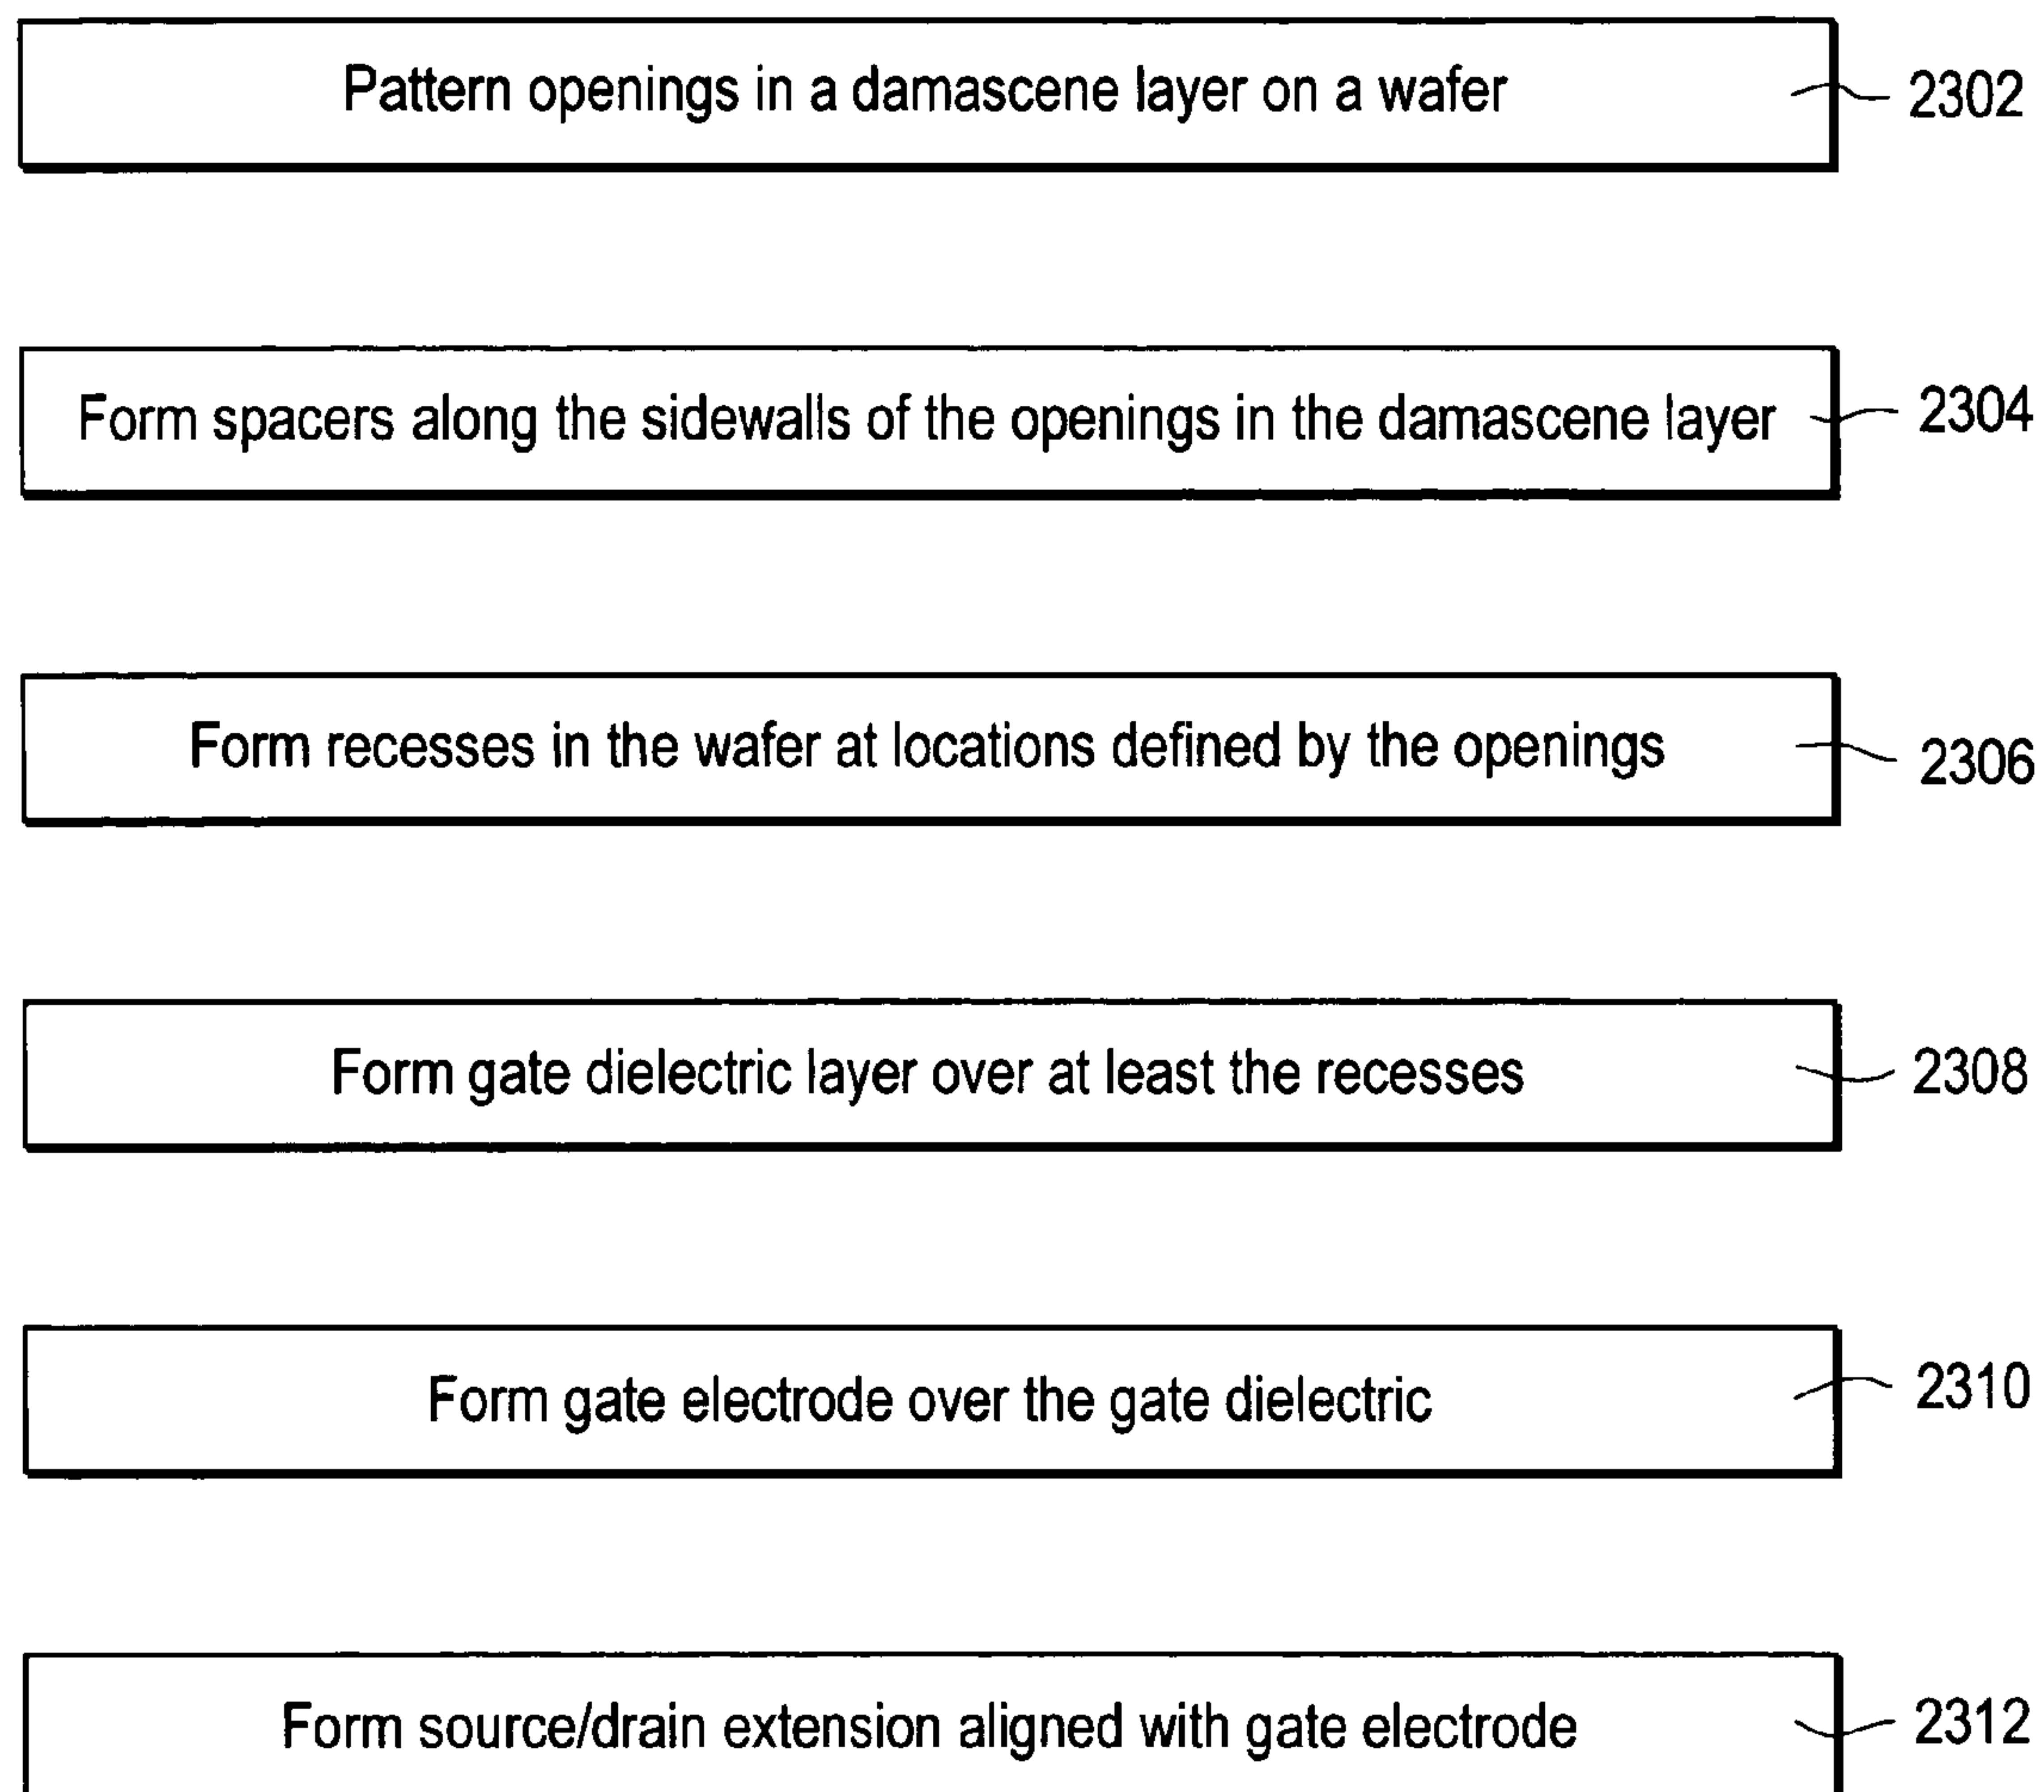 Pattern openings in a damascene layer on a wafer 2302
Form spacers along the sidewalls of the openings in the damascene layer 2304
Form recesses in the wafer at locations defined by the openings 2306
Form gate dielectric layer over at least the recesses 2308
Form gate electrode over the gate dielectric 2310
Form source/drain extension aligned with gate electrode 2312